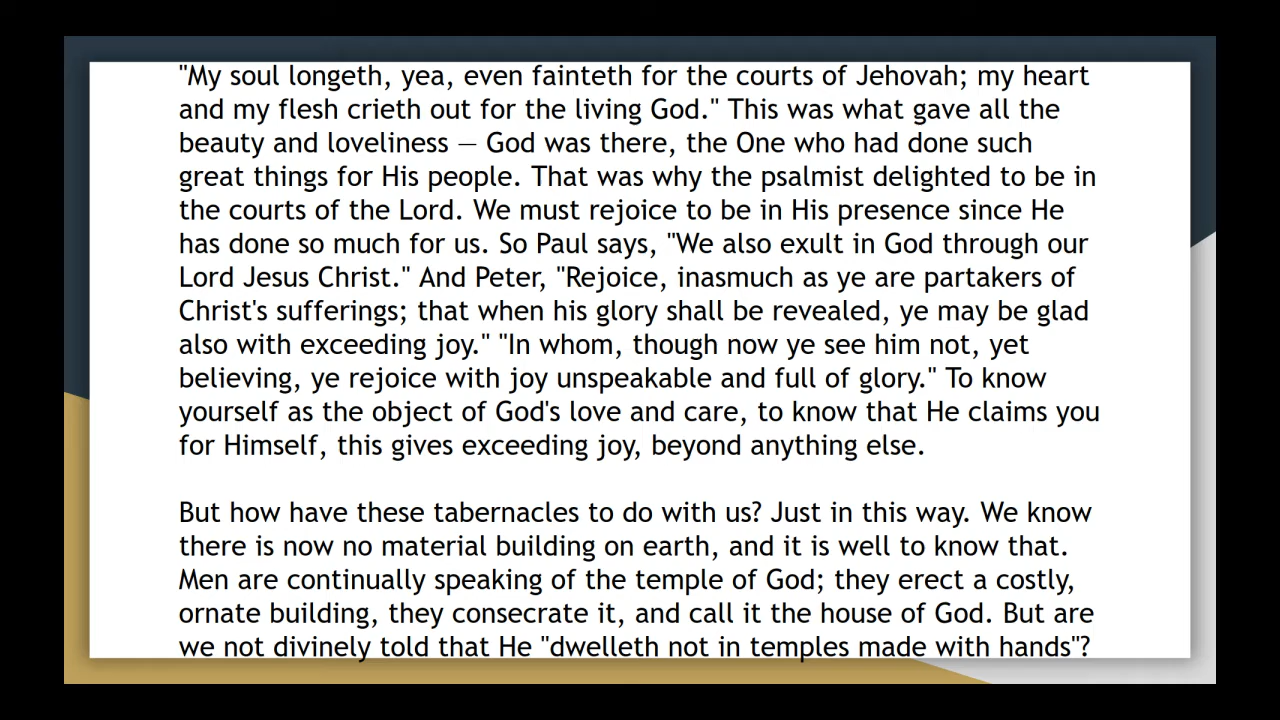 "My soul longeth, yea, even fainteth for the courts of Jehovah; my heart
and my flesh crieth out for the living God." This was what gave all the
beauty and loveliness — God was there, the One who had done such
great things for His people. That was why the psalmist delighted to be in
the courts of the Lord. We must rejoice to be in His presence since He
has done so much for us. So Paul says, "We also exult in God through our
Lord Jesus Christ." And Peter, "Rejoice, inasmuch as ye are partakers of
Christ's sufferings; that when his glory shall be revealed, ye may be glad
also with exceeding joy." "In whom, though now ye see him not, yet
believing, ye rejoice with joy unspeakable and full of glory." To know
yourself as the object of God's love and care, to know that He claims you
for Himself, this gives exceeding joy, beyond anything else.

But how have these tabernacles to do with us? Just in this way. We know
there is now no material building on earth, and it is well to know that.
Men are continually speaking of the temple of God; they erect a costly,
ornate building, they consecrate it, and call it the house of God. But are
we not divinely told that He "dwelleth not in temples made with hands"?